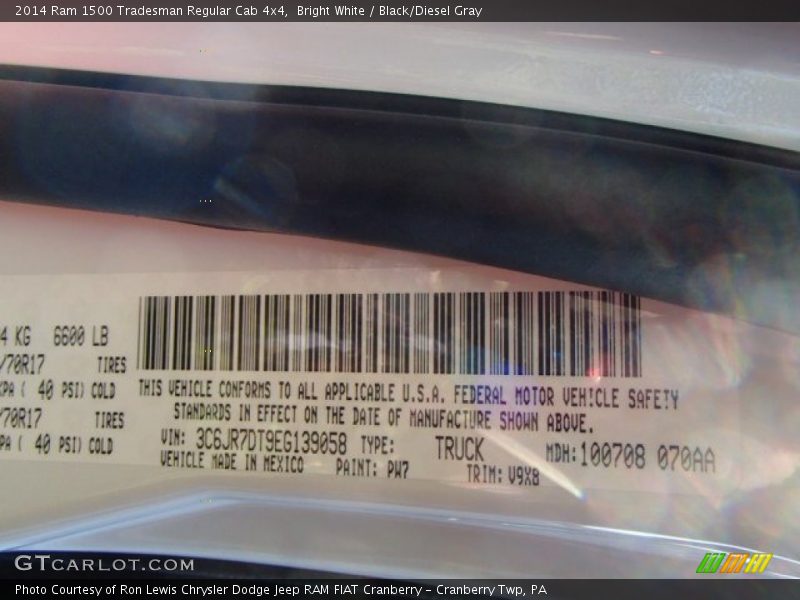 2014 Ram 1500 Tradesman Regular Cab 4x4,  Bright White / Black/Diesel Gray
4 KG 6600 LB
/70R17 TIRES
KPA ( 40 PSI) COLD
/70R17 TIRES
PA ( 40 PSI) COLD
THIS VEHICLE CONFORMS TO ALL APPLICABLE U.S.A. FEDERAL MOTOR VEHICLE SAFETY
STANDARDS IN EFFECT ON THE DATE OF MANUFACTURE SHOWN ABOVE.
VIN: 3C6JR7DT9EG139058 TYPE: TRUCK MDH:100708 070AA
VEHICLE MADE IN MEXICO PAINT: PW7 TRIM: V9X8
GTCARLOT.COM
Photo Courtesy of Ron Lewis Chrysler Dodge Jeep RAM FIAT Cranberry – Cranberry Twp, PA